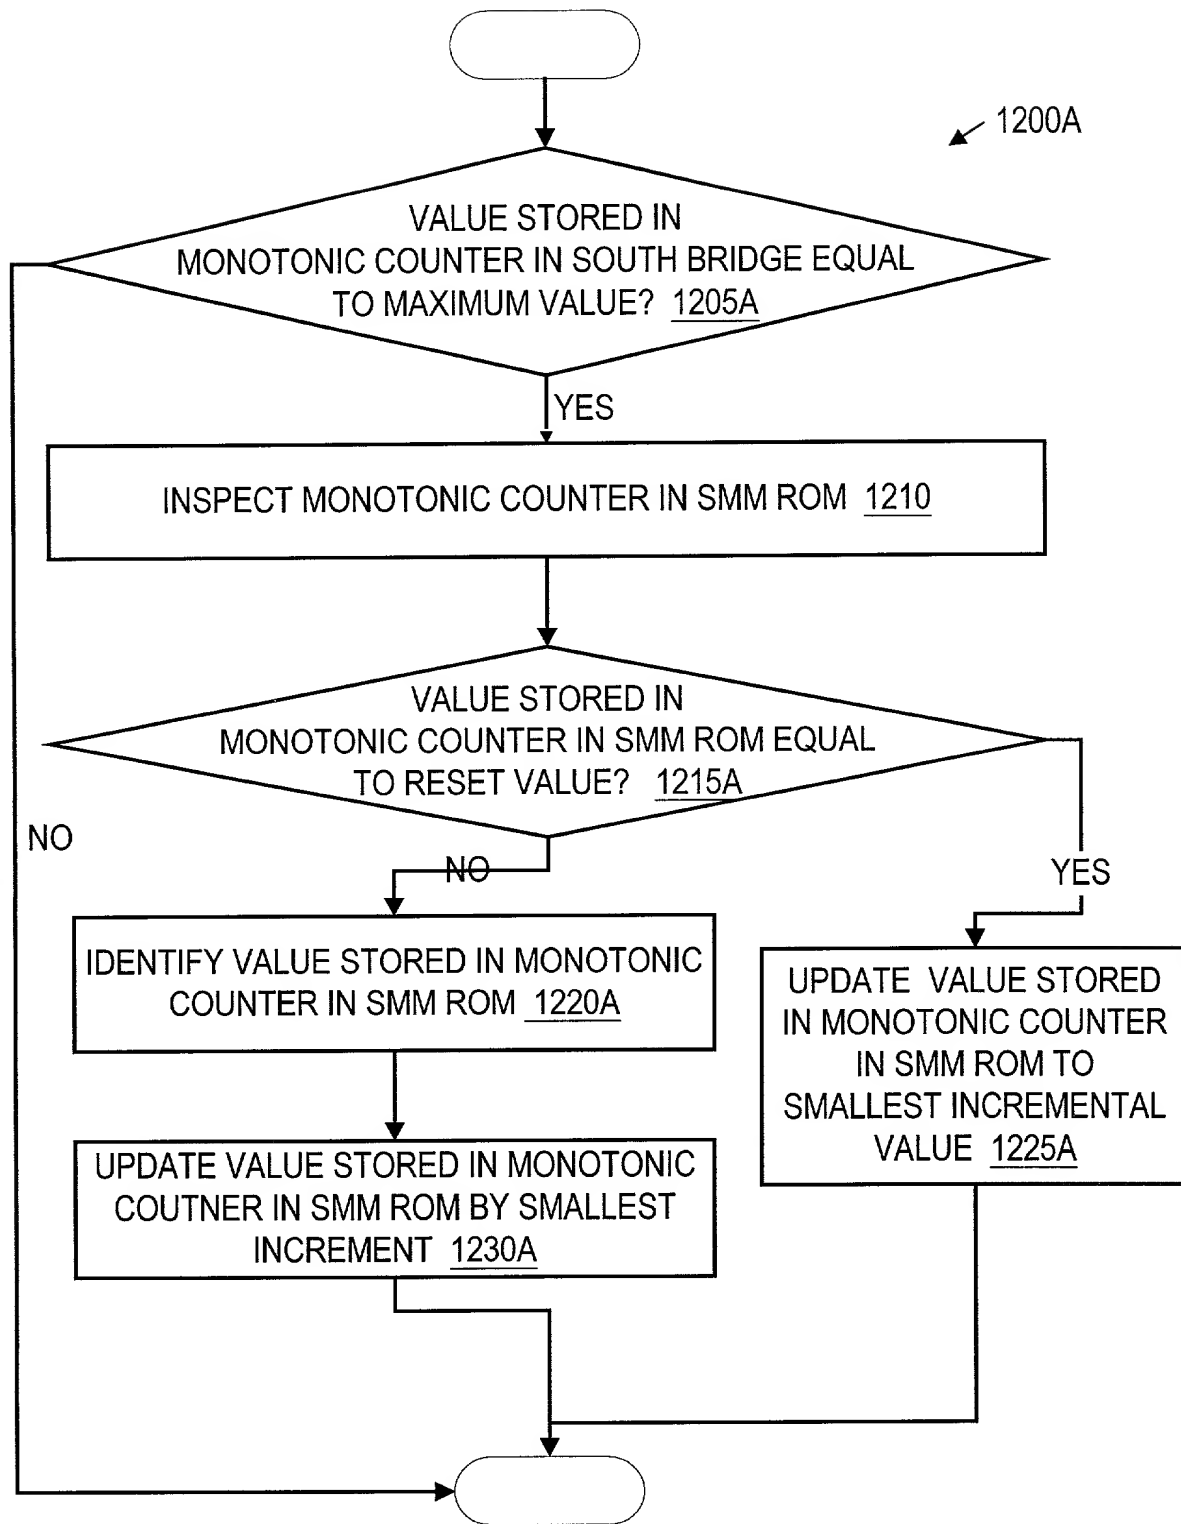 1200A
VALUE STORED IN
MONOTONIC COUNTER IN SOUTH BRIDGE EQUAL
TO MAXIMUM VALUE? 1205A
YES
INSPECT MONOTONIC COUNTER IN SMM ROM 1210
VALUE STORED IN
MONOTONIC COUNTER IN SMM ROM EQUAL
TO RESET VALUE? 1215A
NO
NO
YES
IDENTIFY VALUE STORED IN MONOTONIC
COUNTER IN SMM ROM 1220A
UPDATE VALUE STORED
IN MONOTONIC COUNTER
IN SMM ROM TO
SMALLEST INCREMENTAL
VALUE 1225A
UPDATE VALUE STORED IN MONOTONIC
COUTNER IN SMM ROM BY SMALLEST
INCREMENT 1230A